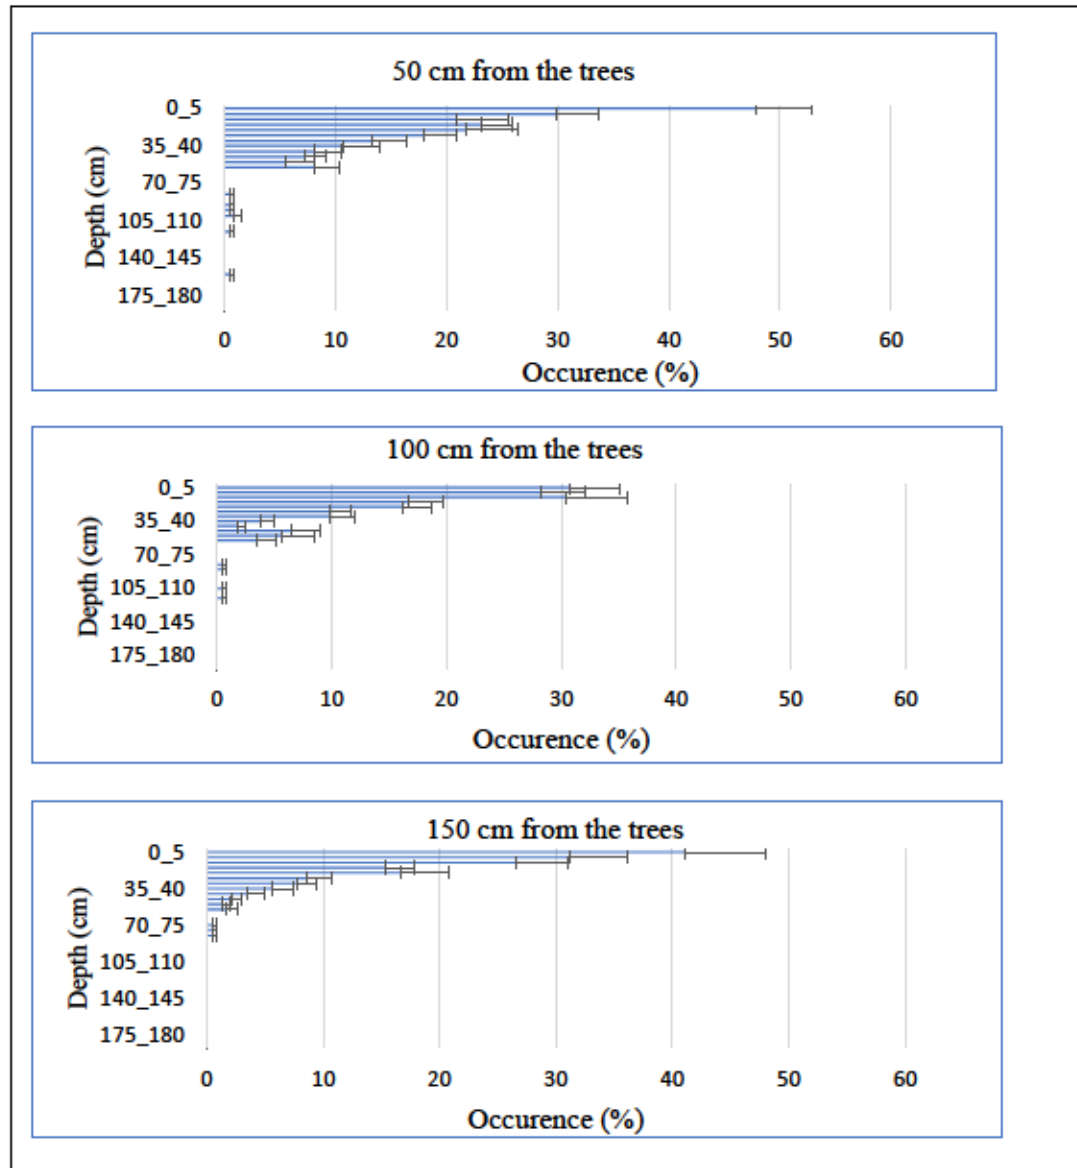 50 cm from the trees
0_5
35_40
70_75
105_110
140_145
175_180
Depth (cm)
0 10 20 30 40 50 60
Occurence (%)
100 cm from the trees
0_5
35_40
70_75
105_110
140_145
175_180
Depth (cm)
0 10 20 30 40 50 60
Occurence (%)
150 cm from the trees
0_5
35_40
70_75
105_110
140_145
175_180
Depth (cm)
0 10 20 30 40 50 60
Occurence (%)